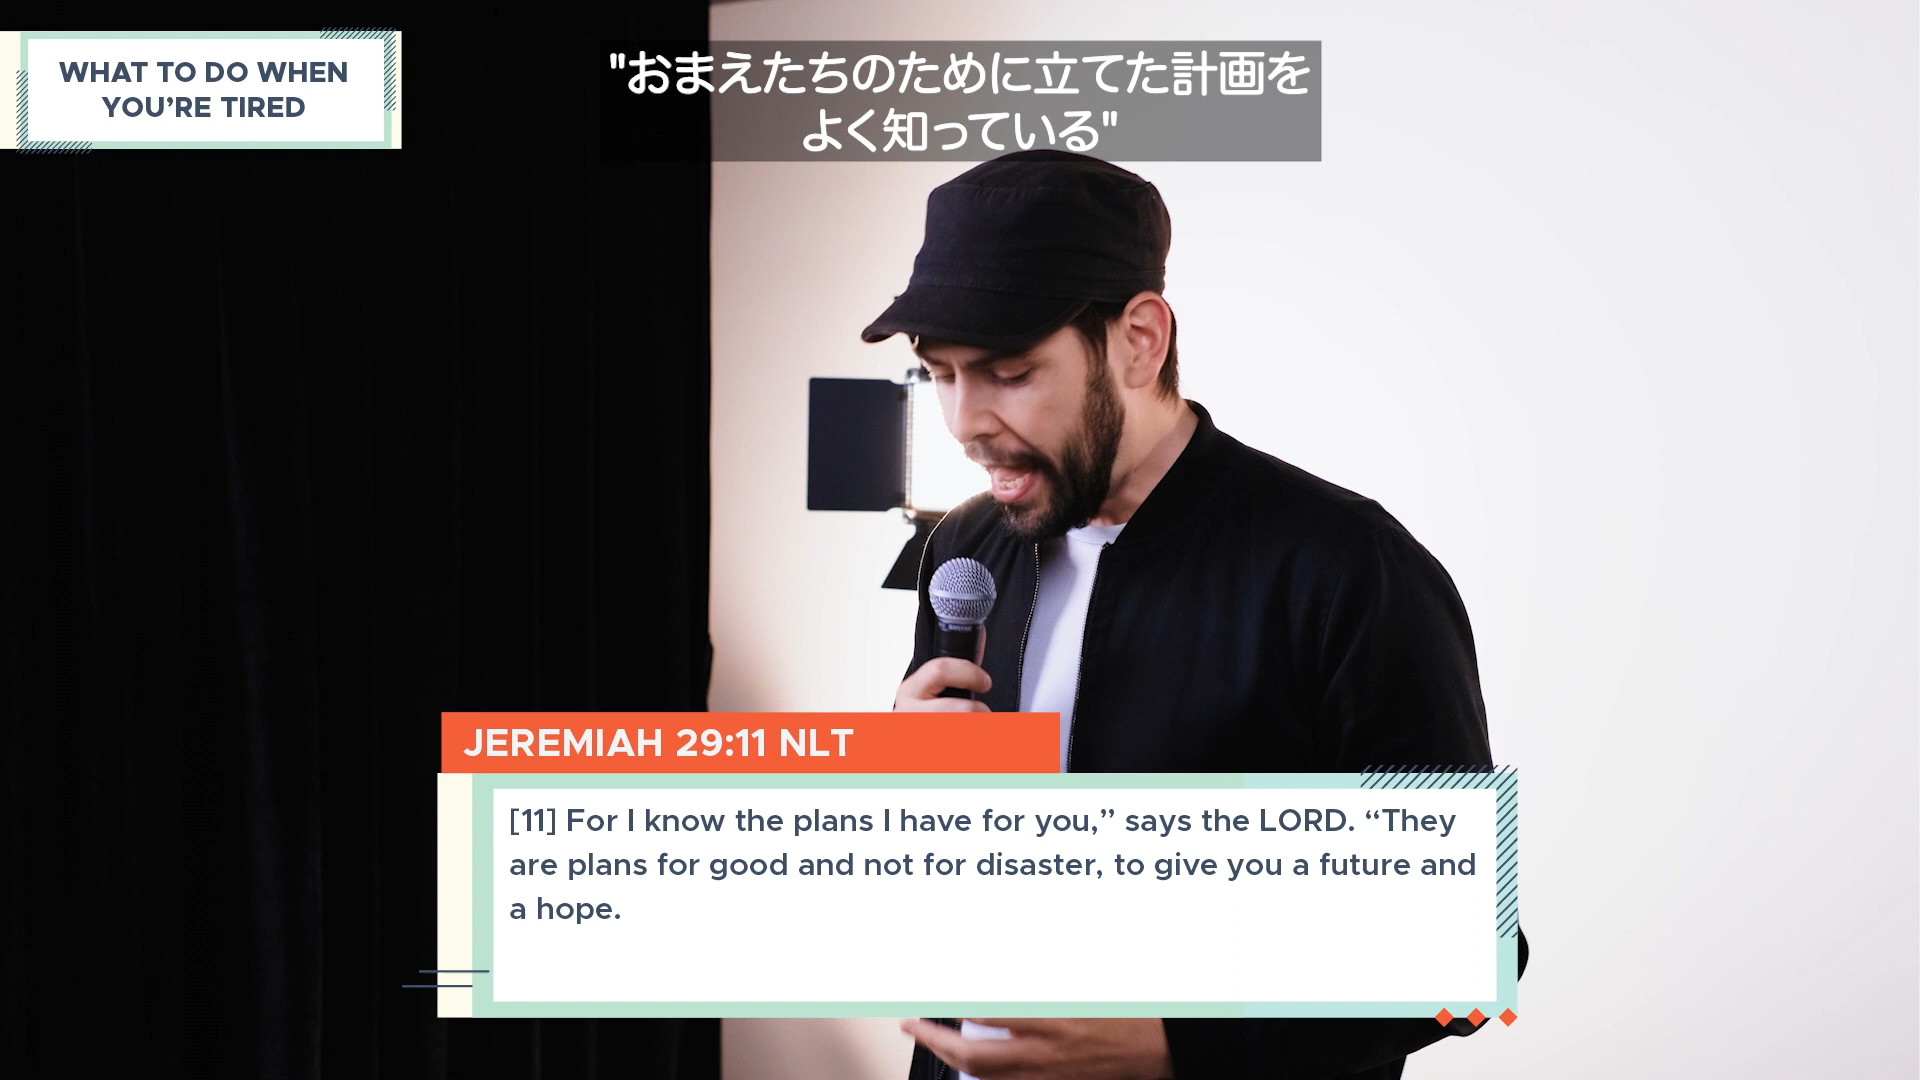 WHAT TO DO WHEN
YOU’RE TIRED
"おまえたちのために立てた計画を
よく知っている"
JEREMIAH 29:11 NLT
[11] For I know the plans I have for you,” says the LORD. “They
are plans for good and not for disaster, to give you a future and
a hope.